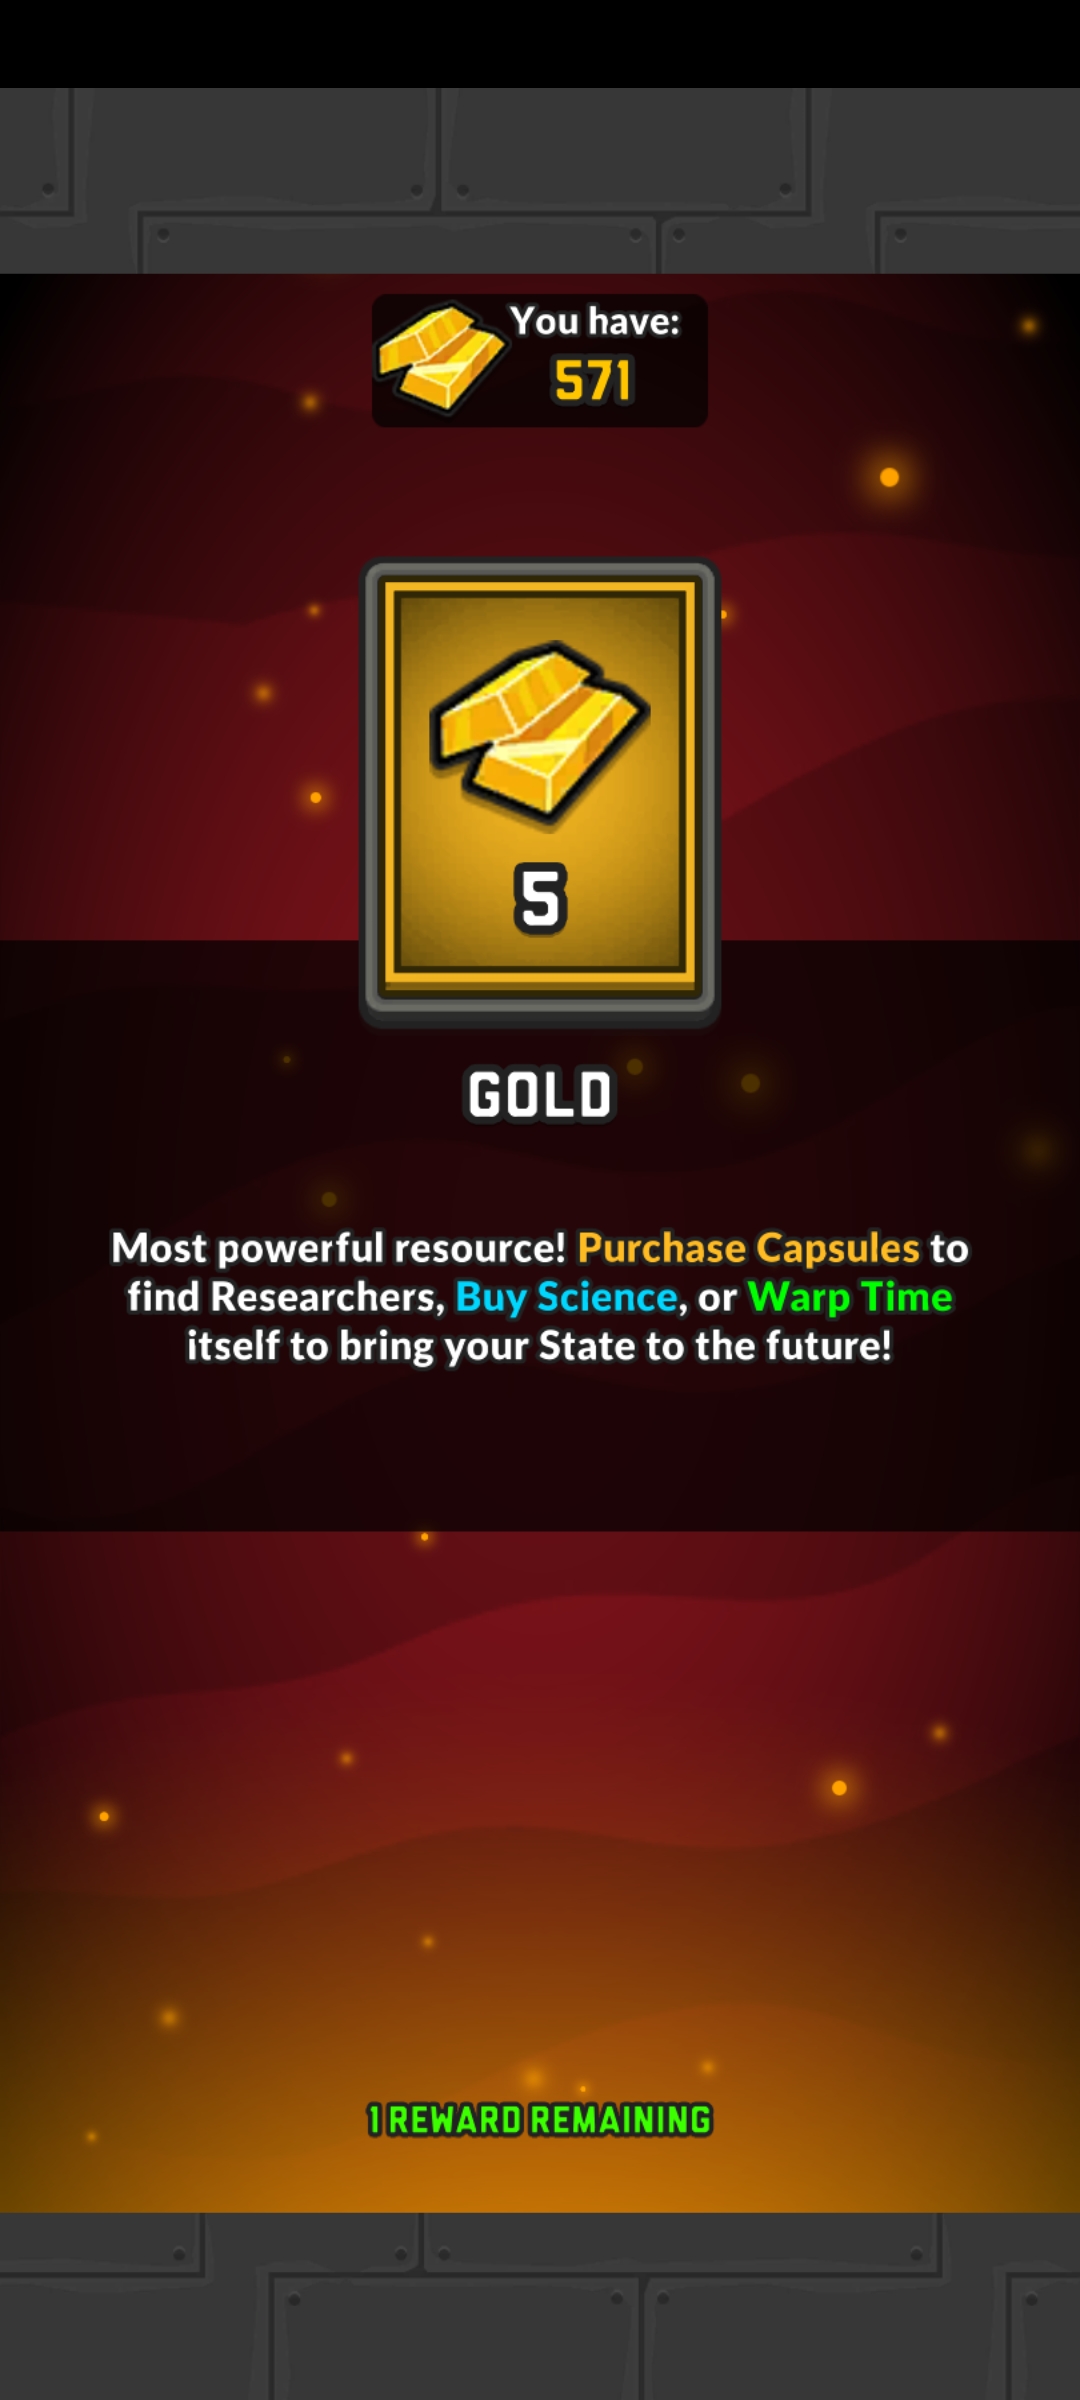 You have:
571
5
GOLD
Most powerful resource! Purchase Capsules to
find Researchers, Buy Science, or Warp Time
itself to bring your State to the future!
1 REWARD REMAINING